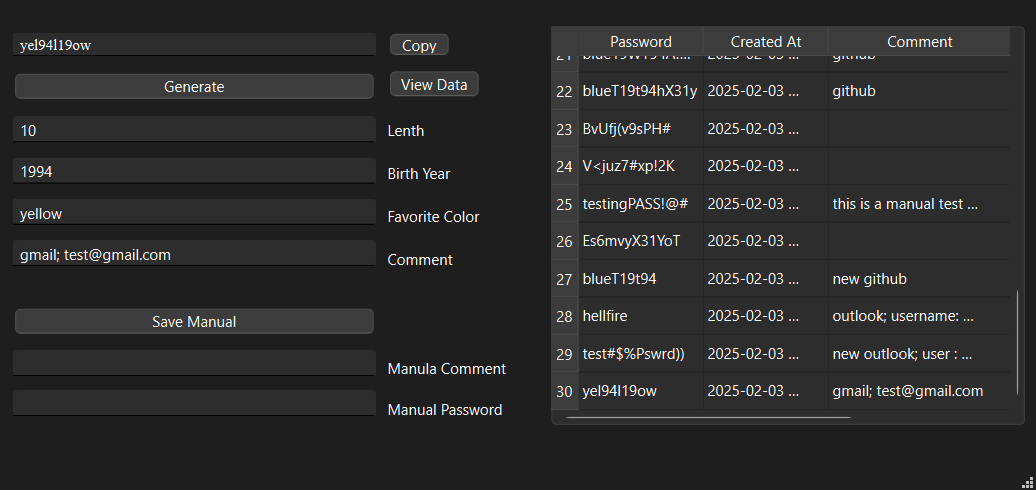 yel94l19ow
Copy
Generate
View Data
10
Lenth
1994
Birth Year
yellow
Favorite Color
gmail; test@gmail.com
Comment
Save Manual
Manula Comment
Manual Password
Password Created At Comment
22 blueT19t94hX31y 2025-02-03 ... github
23 BvUfj(v9sPH# 2025-02-03 ...
24 V<juz7#xp!2K 2025-02-03 ...
25 testingPASS!@# 2025-02-03 ... this is a manual test ...
26 Es6mvyX31YoT 2025-02-03 ...
27 blueT19t94 2025-02-03 ... new github
28 hellfire 2025-02-03 ... outlook; username: ...
29 test#$%Pswrd)) 2025-02-03 ... new outlook; user : ...
30 yel94l19ow 2025-02-03 ... gmail; test@gmail.com